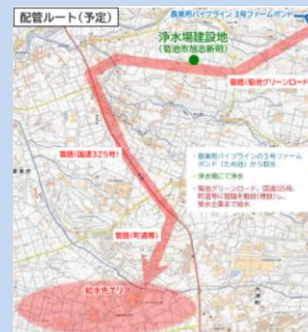 配管ルート(予定)
農業用パイプライン 3号ファームポンド
浄水場建設地
(菊池市旭志新明)
管路(菊池グリーンロード)
管路(国道325号)
・農業用パイプラインの3号ファーム
ポンド(ため池)から取水
・浄水場にて浄水
・菊池グリーンロード、国道325号、
町道等に管路を敷設(埋設)し、
受水企業まで給水
管路(町道等)
給水先エリア